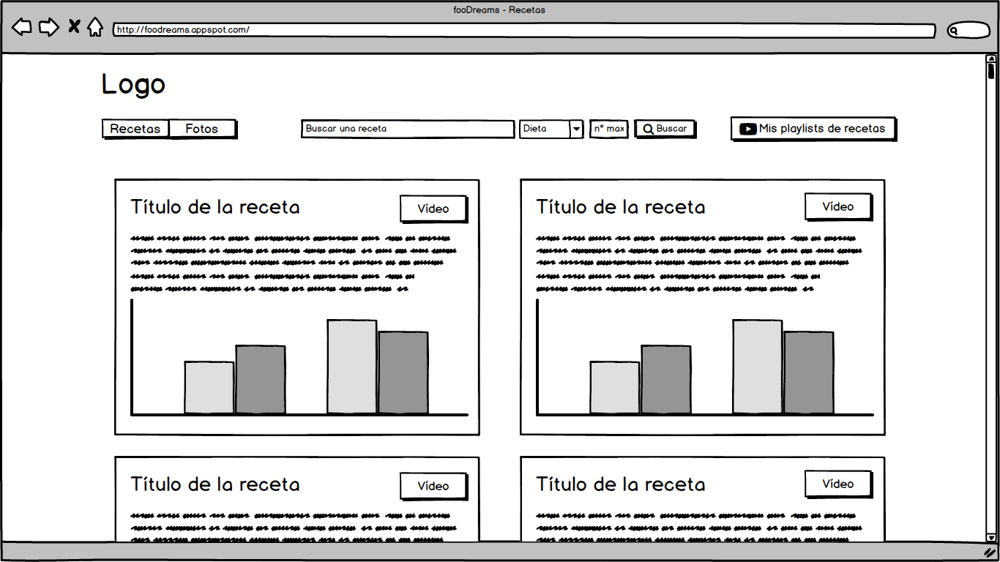 fooDreams - Recetas
http://foodreams.appspot.com/
Logo
Recetas Fotos Buscar una receta Dieta n° max Buscar Mis playlists de recetas
Título de la receta Vídeo
Título de la receta Vídeo
Título de la receta Vídeo
Título de la receta Vídeo